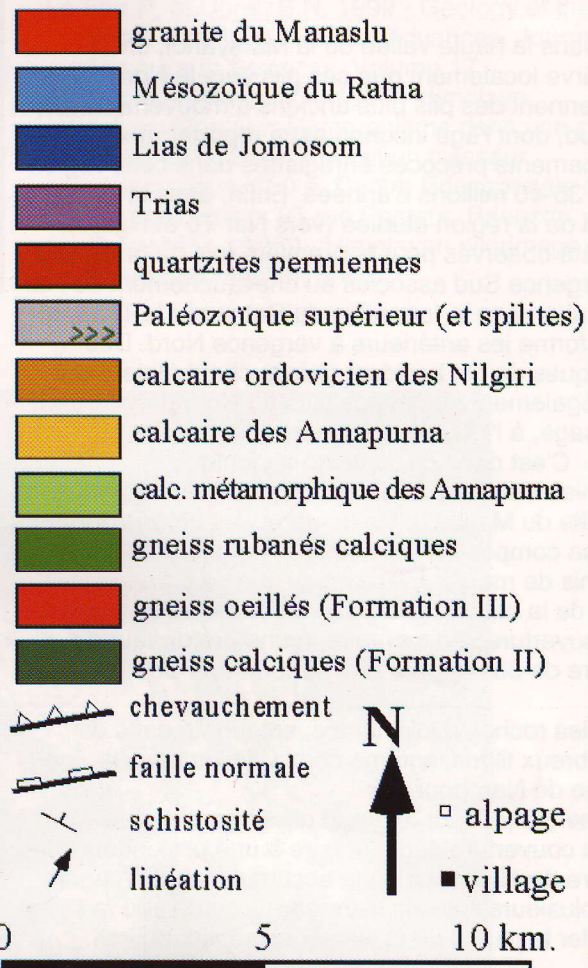 granite du Manaslu
Mésozoïque du Ratna
Lias de Jomosom
Trias
quartzites permiennes
Paléozoïque supérieur (et spilites)
calcaire ordovicien des Nilgiri
calcaire des Annapurna
calc. métamorphique des Annapurna
gneiss rubanés calciques
gneiss oeillés (Formation III)
gneiss calciques (Formation II)
chevauchement
faille normale
schistosité
linéation
N
alpage
village
0 5 10 km.